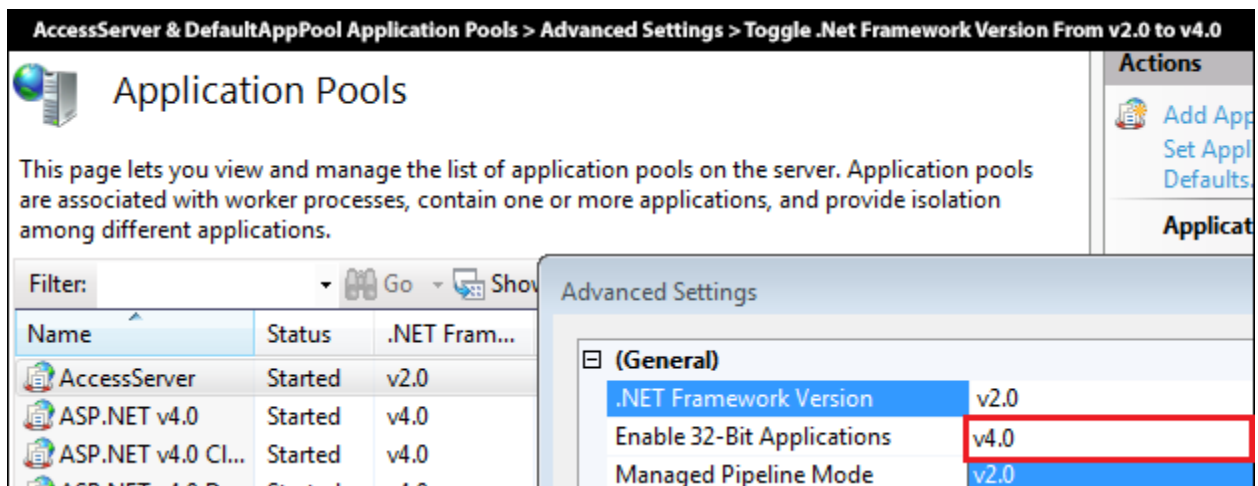 AccessServer & DefaultAppPool Application Pools > Advanced Settings > Toggle .Net Framework Version From v2.0 to v4.0
Application Pools
This page lets you view and manage the list of application pools on the server. Application pools
are associated with worker processes, contain one or more applications, and provide isolation
among different applications.
Filter: Go Show
Name Status .NET Fram...
AccessServer Started v2.0
ASP.NET v4.0 Started v4.0
ASP.NET v4.0 Cl... Started v4.0
Actions
Add App
Set Appl
Defaults.
Applicat
Advanced Settings
(General)
.NET Framework Version v2.0
Enable 32-Bit Applications v4.0
Managed Pipeline Mode v2.0